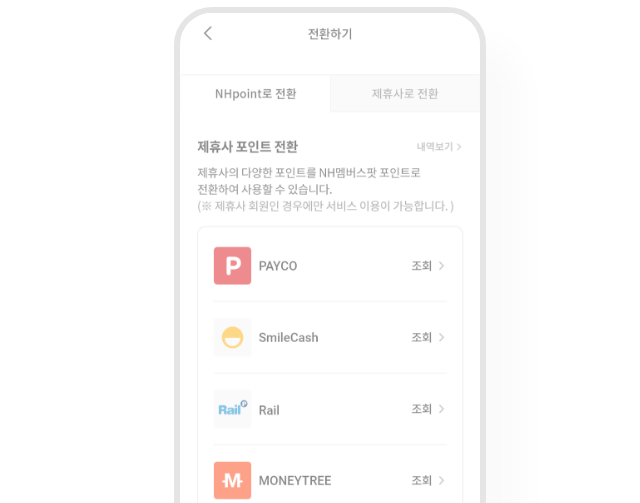 전환하기
NHpoint로 전환
제휴사로 전환
제휴사 포인트 전환
내역보기
제휴사의 다양한 포인트를 NH멤버스팟 포인트로
전환하여 사용할 수 있습니다.
(※ 제휴사 회원인 경우에만 서비스 이용이 가능합니다. )
P
PAYCO
조회
SmileCash
조회
Rail
Rail
조회
M
MONEYTREE
조회